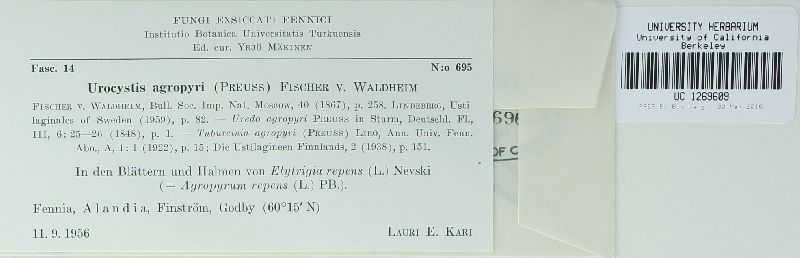 FUNGI EXSICCATI FENNICI
Institutio Botanica Universitatis Turkuensis
Ed. cur. YRJÖ MÄKINEN
Fasc. 14 N:o 695
Urocystis agropyri (PREUSS) FISCHER V. WALDHEIM
FISCHER V. WALDHEIM, Bull. Soc. Imp. Nat. Moscow, 40 (1867), p. 258. LINDEBERG, Usti
laginales of Sweden (1959), p. 82. — Uredo agropyri PREUSS in Sturm, Deutschl. Fl.,
III, 6: 25—26 (1848), p. 1. — Tuburcinia agropyri (PREUSS) LIRO, Ann. Univ. Fenn.
Abo., A, 1: 1 (1922), p. 15; Die Ustilagineen Finnlands, 2 (1938), p. 151.
In den Blättern und Halmen von Elytrigia repens (L.) Nevski
(= Agropyrum repens (L.) PB.).
Fennia, Alandia, Finström, Godby (60°15′ N)
11. 9. 1956 LAURI E. KARI
696
OF C
UNIVERSITY HERBARIUM
University of California
Berkeley
UC 1269609